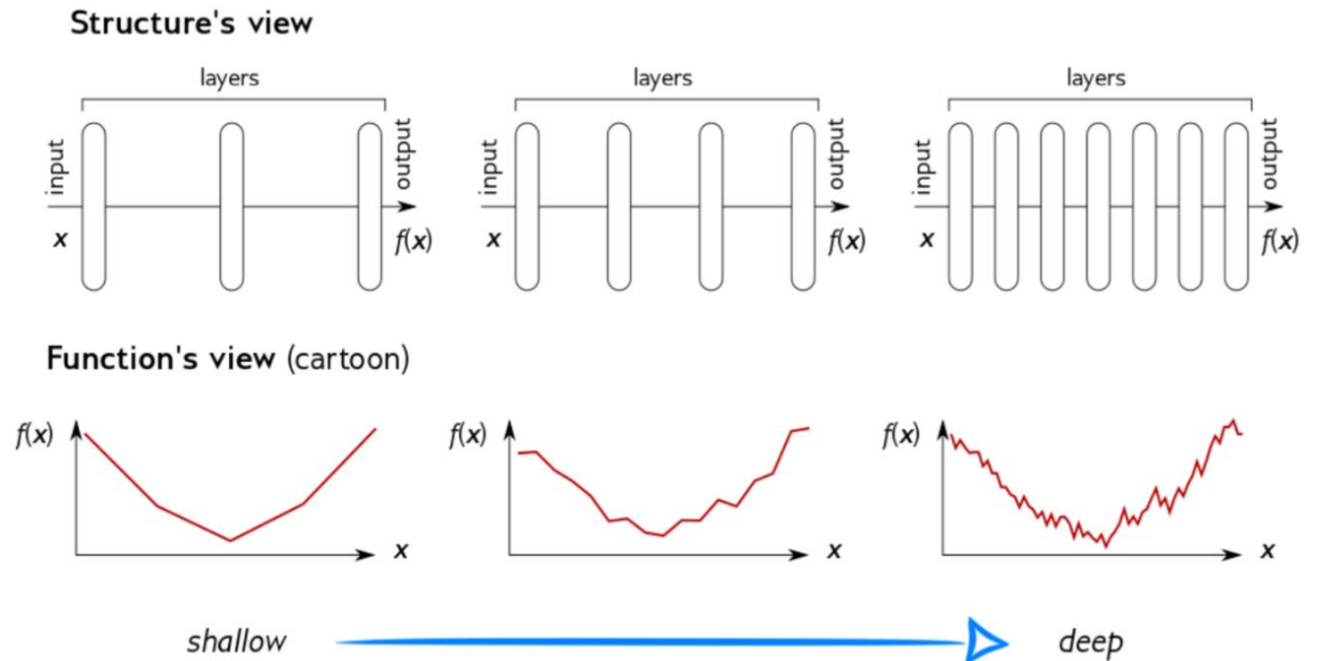 Structure's view
layers
input
x
output
f(x)
layers
input
x
output
f(x)
layers
input
x
output
f(x)
Function's view (cartoon)
f(x)
x
f(x)
x
f(x)
x
shallow
deep